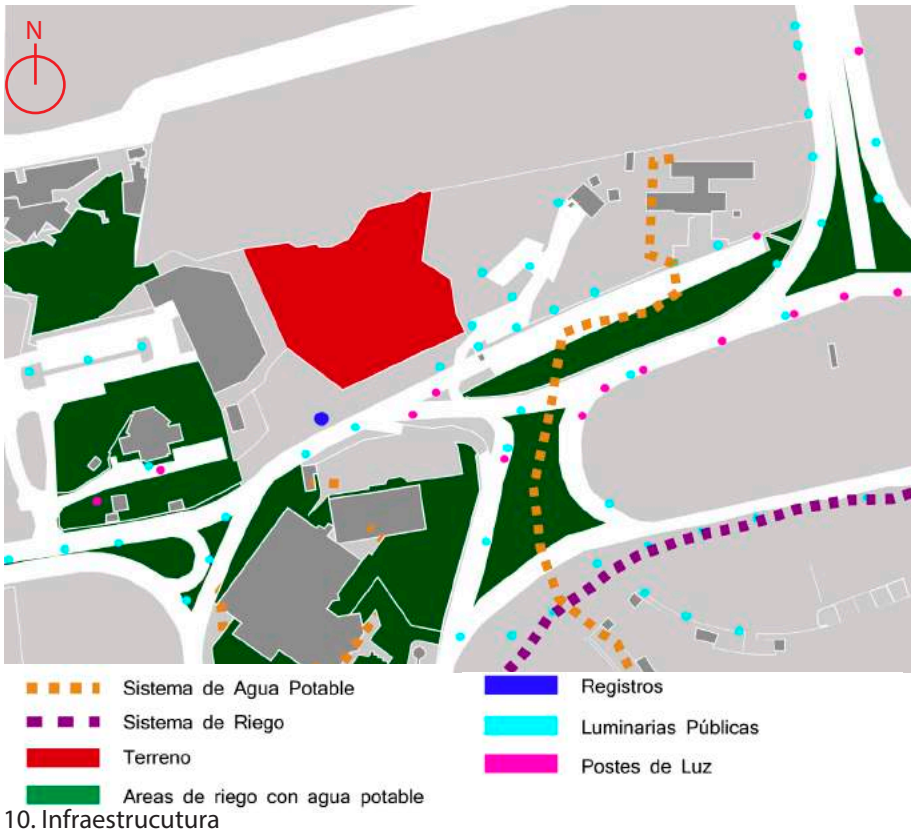 N
Sistema de Agua Potable
Sistema de Riego
Terreno
Areas de riego con agua potable
Registros
Luminarias Públicas
Postes de Luz
10. Infraestrucutura